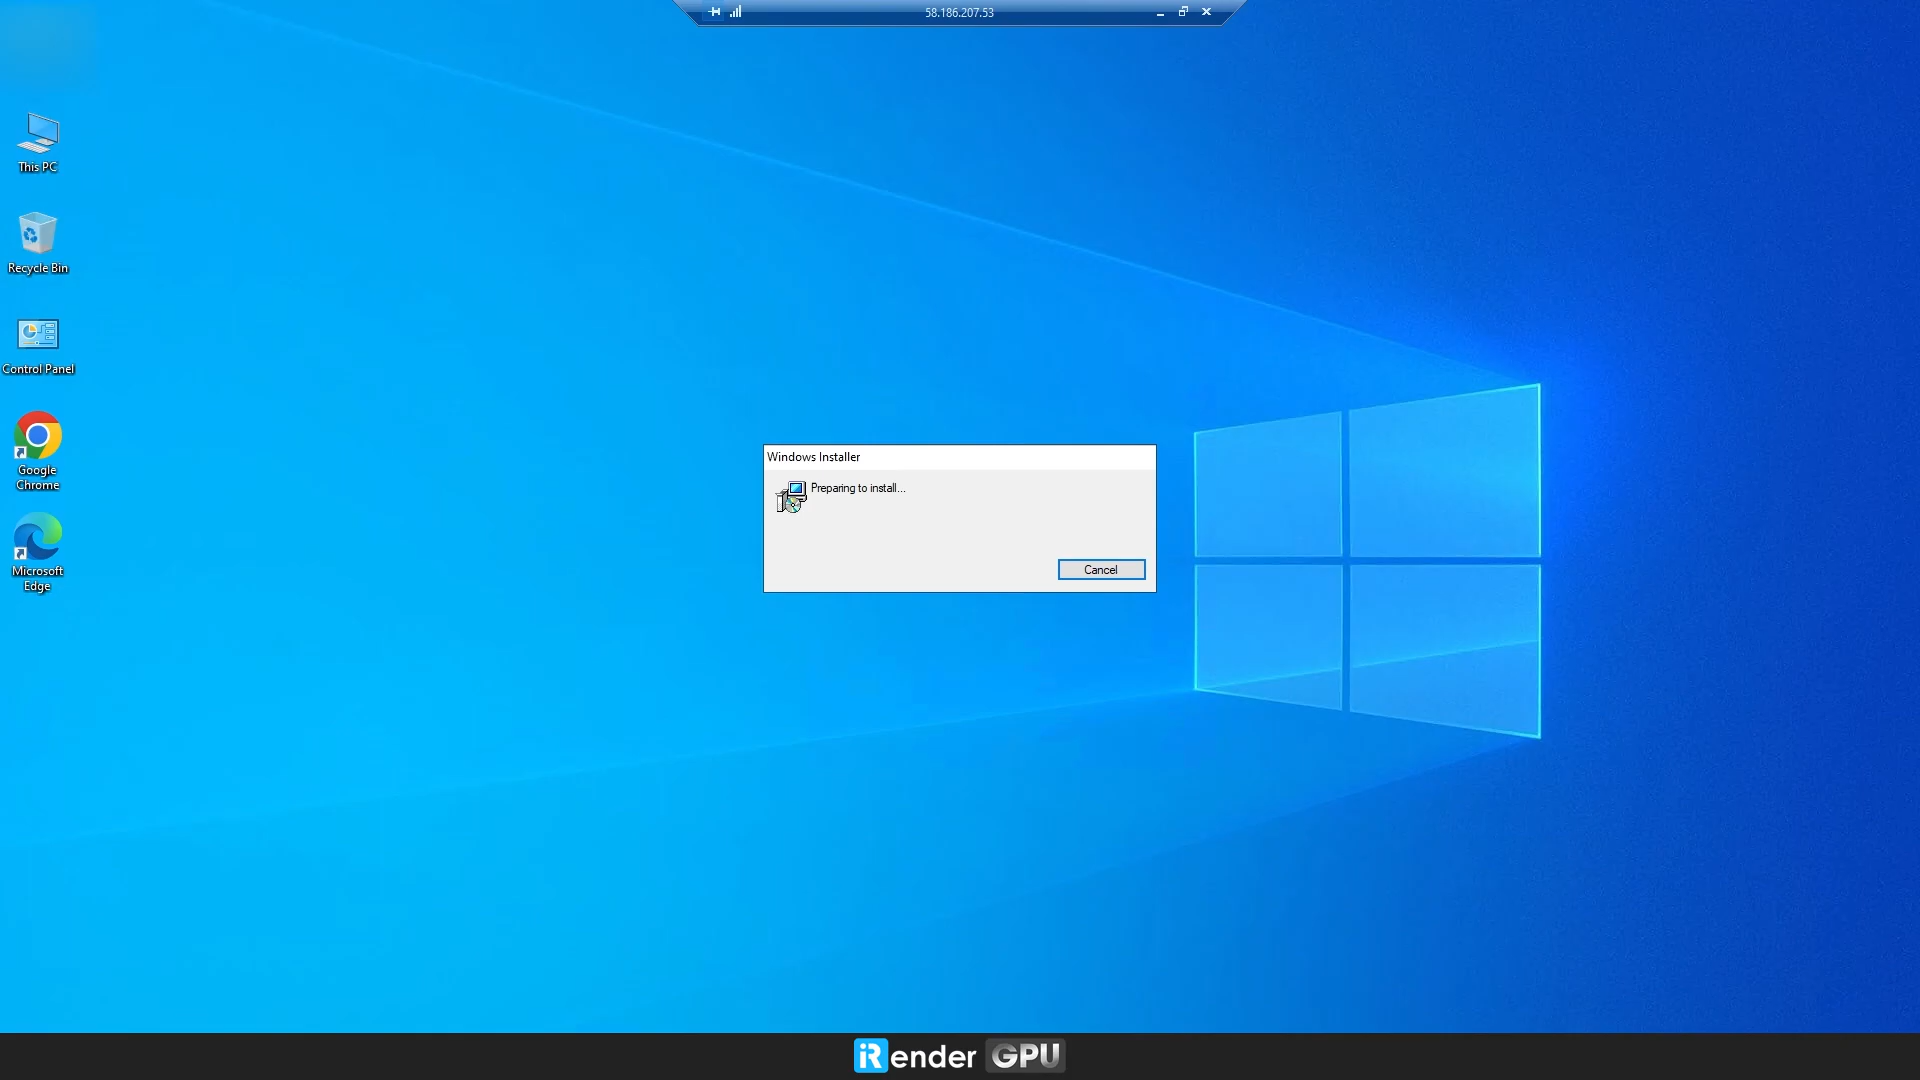 58.186.207.53
This PC
Recycle Bin
Control Panel
Google
Chrome
Microsoft
Edge
Windows Installer
Preparing to install...
Cancel
iRender GPU